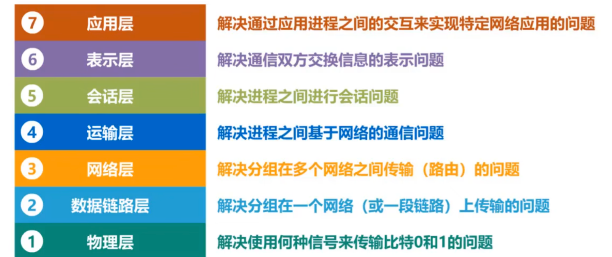 7 应用层 解决通过应用进程之间的交互来实现特定网络应用的问题
6 表示层 解决通信双方交换信息的表示问题
5 会话层 解决进程之间进行会话问题
4 运输层 解决进程之间基于网络的通信问题
3 网络层 解决分组在多个网络之间传输（路由）的问题
2 数据链路层 解决分组在一个网络（或一段链路）上传输的问题
1 物理层 解决使用何种信号来传输比特0和1的问题